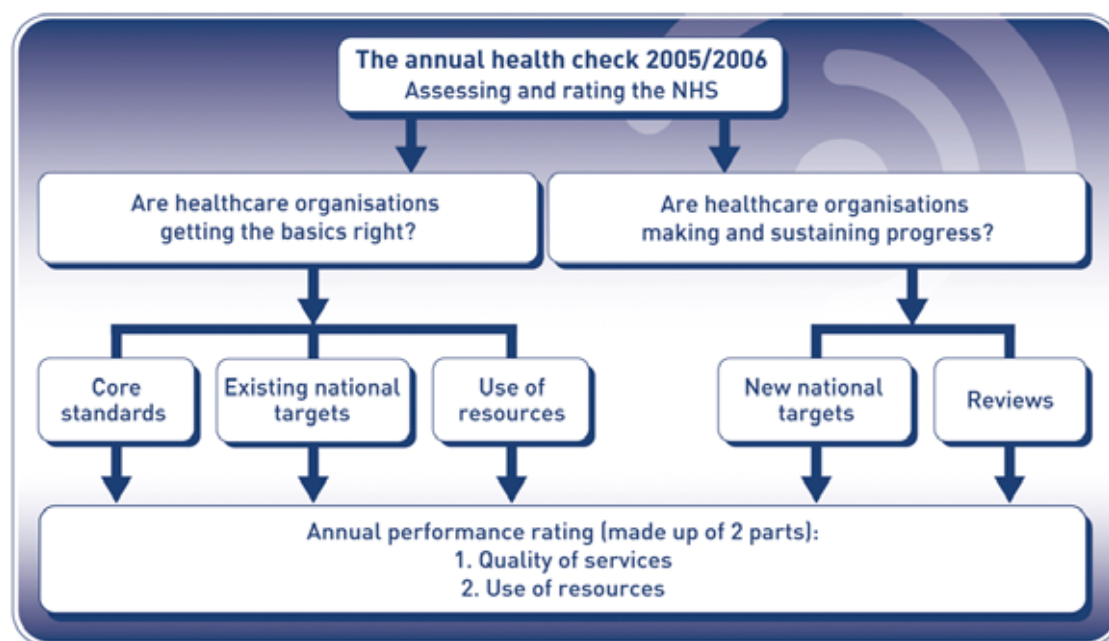 The annual health check 2005/2006
Assessing and rating the NHS
Are healthcare organisations
getting the basics right?
Are healthcare organisations
making and sustaining progress?
Core
standards
Existing national
targets
Use of
resources
New national
targets
Reviews
Annual performance rating (made up of 2 parts):
1. Quality of services
2. Use of resources